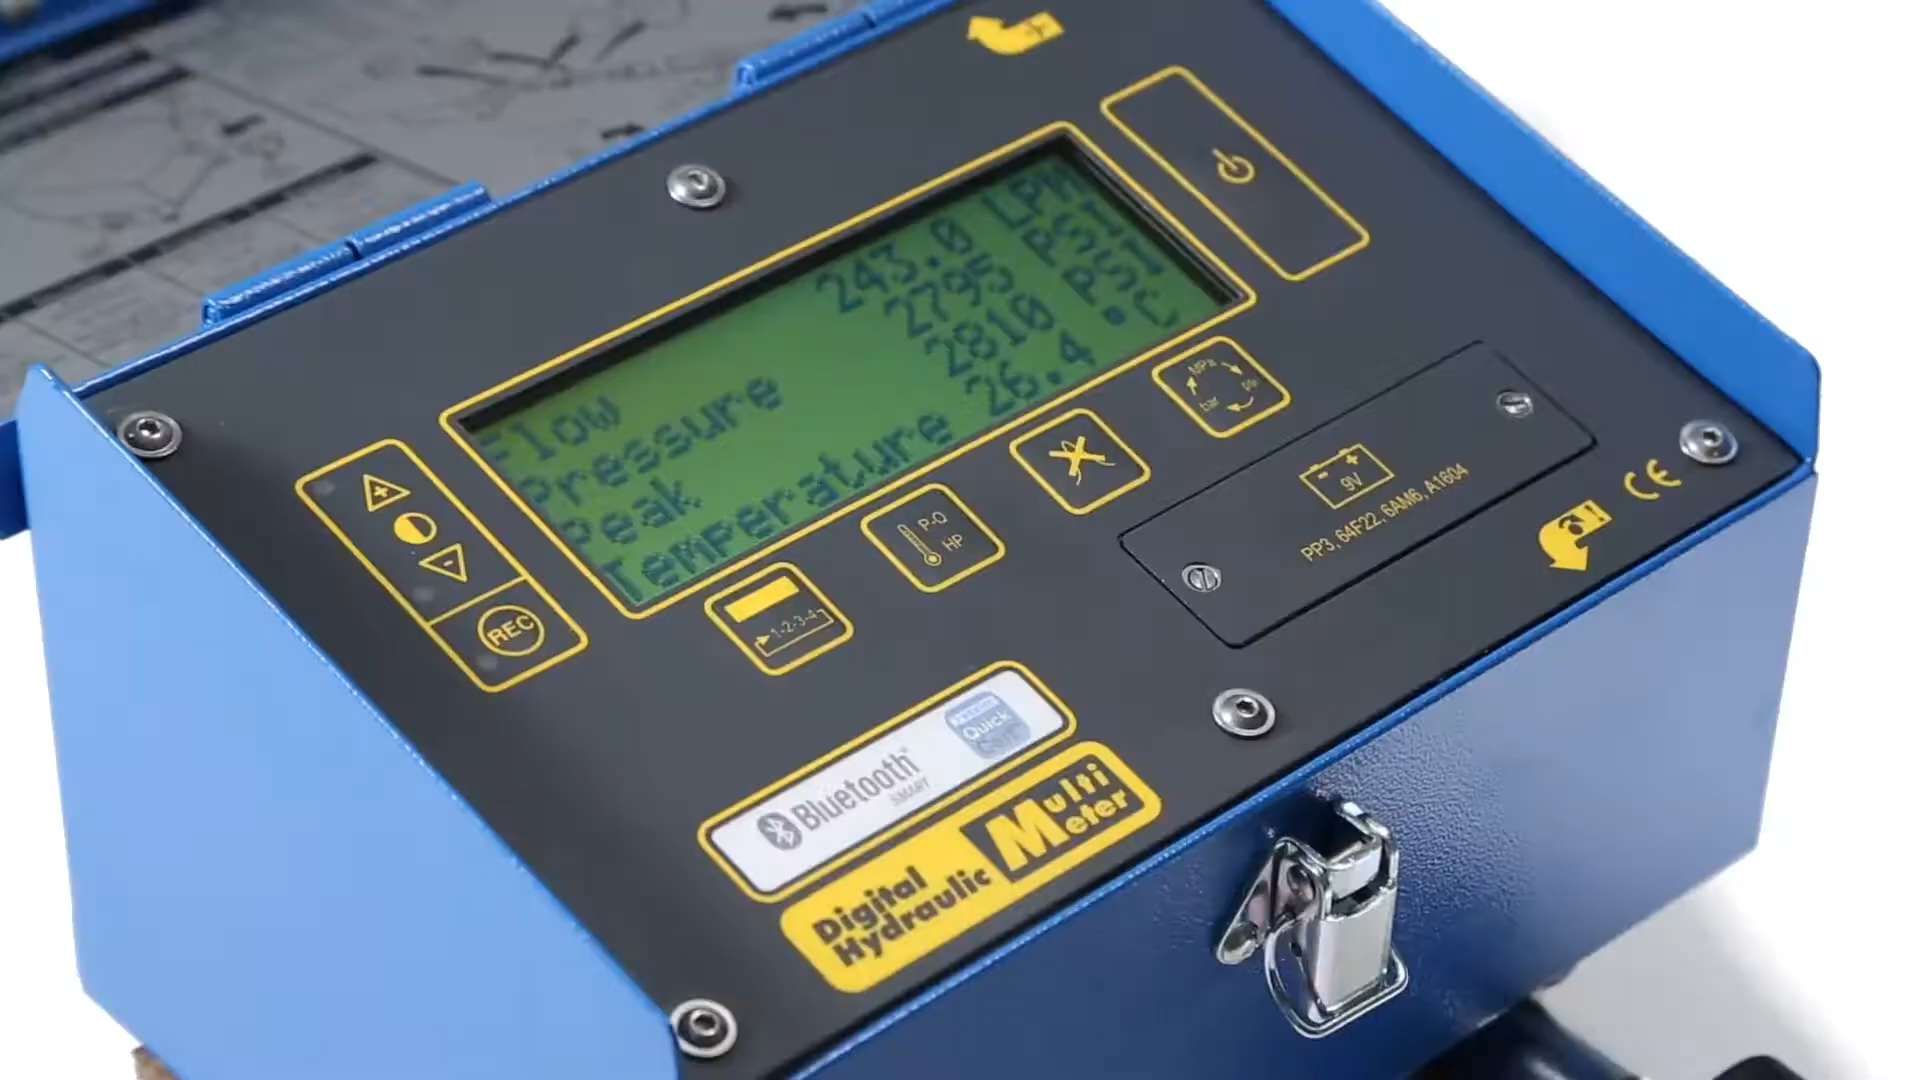 Flow 243.0 LPM
Pressure 2795 PSI
Peak 2810 PSI
Temperature 26.4 °C
+
-
REC
1-2-3-4
P-Q
HP
MPa
psi
bar
- +
9V
PP3, 64F22, 6AM6, A1604
CE
Bluetooth
SMART
Quick
Digital
Hydraulic
Multi
Meter